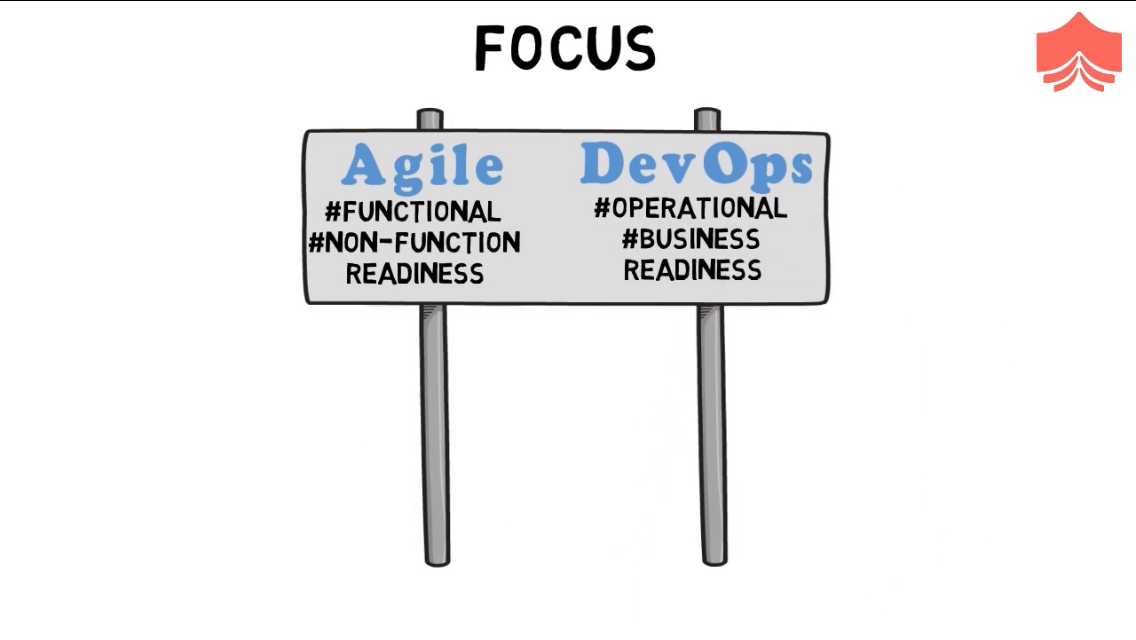 FOCUS
Agile
#FUNCTIONAL
#NON-FUNCTION
READINESS
DevOps
#OPERATIONAL
#BUSINESS
READINESS